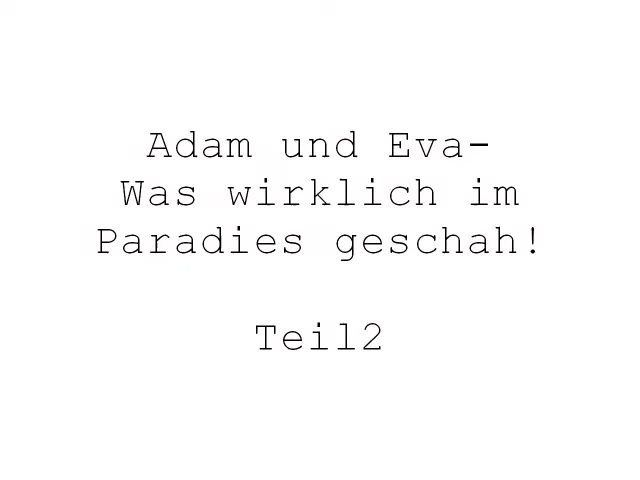 Adam und Eva-
Was wirklich im
Paradies geschah!
Teil2